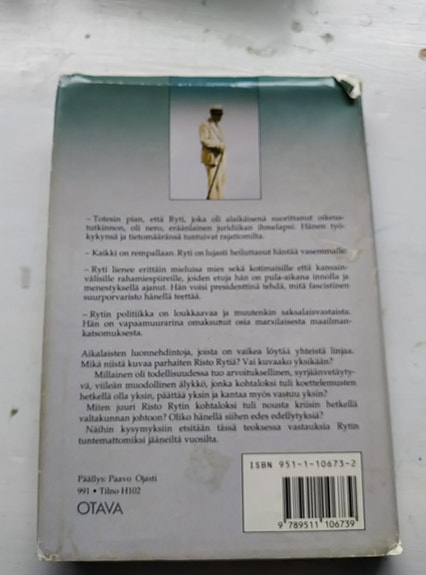 – Totesin pian, että Ryti, joka oli alaikäisenä suorittanut oikeus-
tutkinnon, oli nero, eräänlainen juridiikan ihmelapsi. Hänen työ-
kykynsä ja tietomääränsä tuntuivat rajattomilta.
– Kaikki on rempallaan. Ryti on lujasti heiluttanut häntää vasemmalle.
– Ryti lienee erittäin mieluisa mies sekä kotimaisille että kansain-
välisille rahamiespiireille, joiden etuja hän on pula-aikana innolla ja
menestyksellä ajanut. Hän voisi presidenttinä tehdä, mitä fascistinen
suurporvaristo hänellä teettää.
– Rytin politiikka on loukkaavaa ja muutenkin saksalaisvastaista.
Hän on vapaamuurarina omaksunut osia marxilaisesta maailman-
katsomuksesta.
Aikalaisten luonnehdintoja, joista on vaikea löytää yhteistä linjaa.
Mikä niistä kuvaa parhaiten Risto Rytiä? Vai kuvaako yksikään?
Millainen oli todellisuudessa tuo arvoituksellinen, syrjäänvetäyty-
vä, viileän muodollinen älykkö, jonka kohtaloksi tuli koettelemusten
hetkellä olla yksin, päättää yksin ja kantaa myös vastuu yksin?
Miten juuri Risto Rytin kohtaloksi tuli nousta kriisin hetkellä
valtakunnan johtoon? Oliko hänellä siihen edes edellytyksiä?
Näihin kysymyksiin etsitään tässä teoksessa vastauksia Rytin
tuntemattomiksi jääneiltä vuosilta.
ISBN 951-1-10673-2
Päällys: Paavo Ojasti
991 • Tilno H102
OTAVA
9 789511 106739